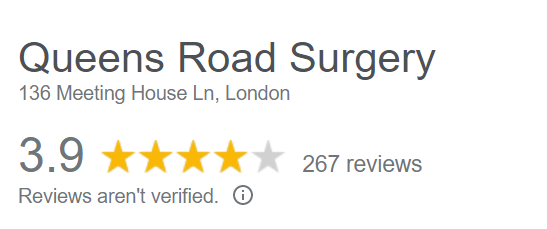 Queens Road Surgery
136 Meeting House Ln, London
3.9 267 reviews
Reviews aren't verified.